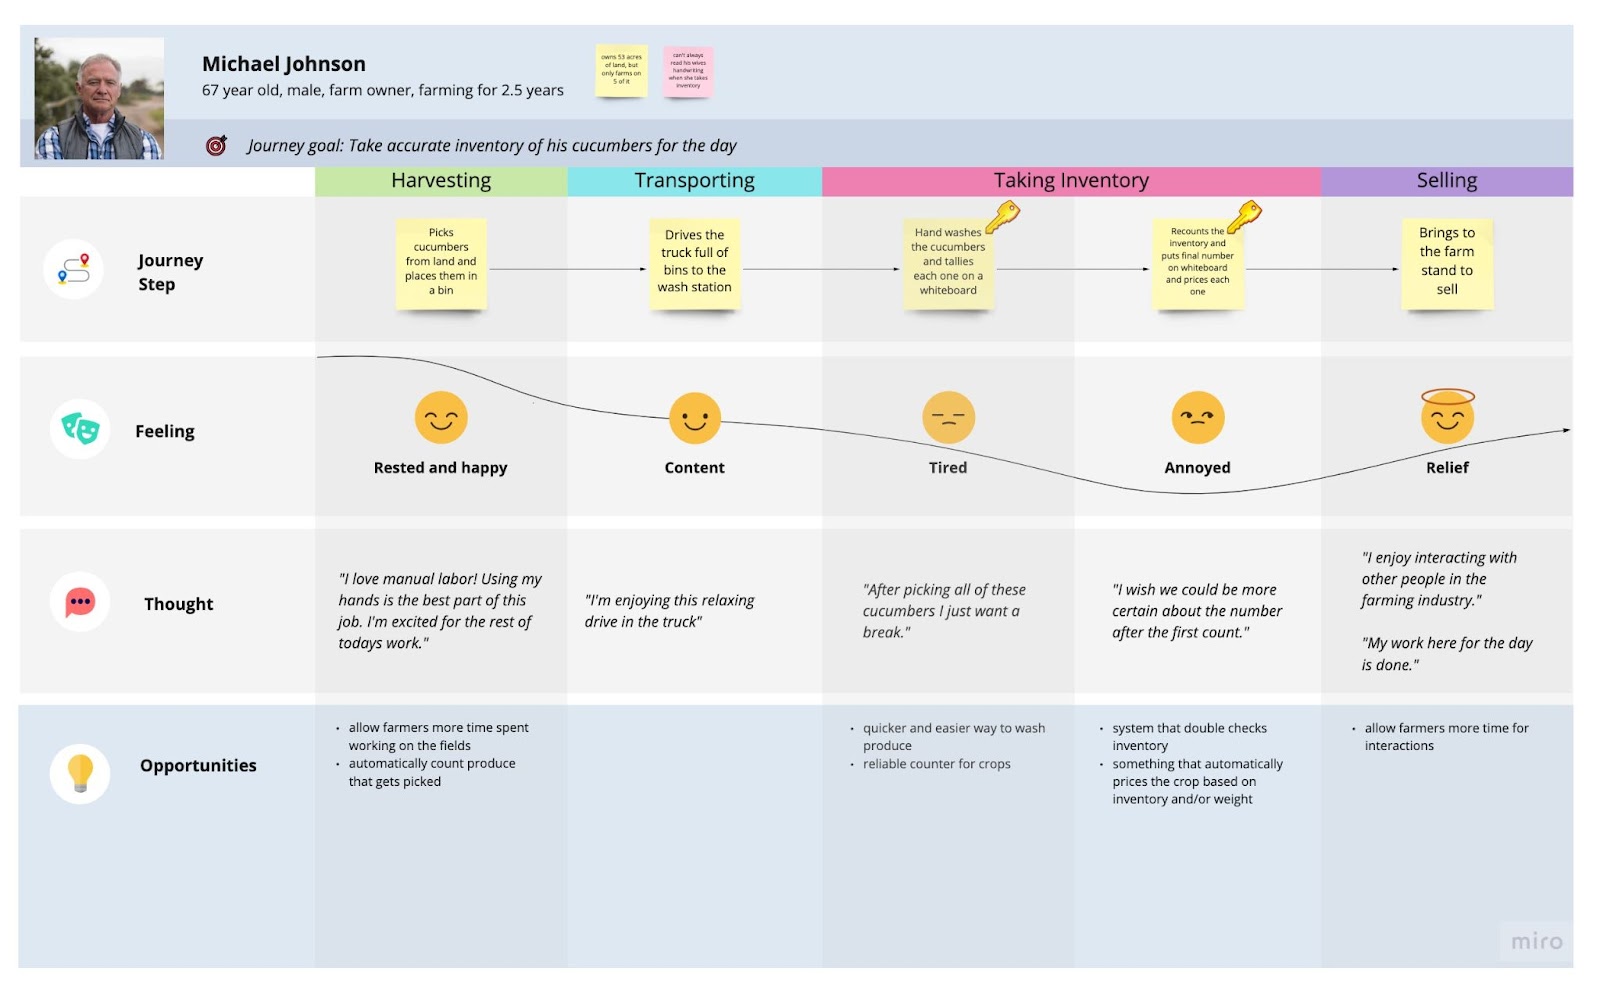 Michael Johnson
67 year old, male, farm owner, farming for 2.5 years
owns 53 acres
of land, but
only farms on
5 of it
can't always
read his wives
handwriting
when she takes
inventory
Journey goal: Take accurate inventory of his cucumbers for the day
Harvesting
Transporting
Taking Inventory
Selling
Journey
Step
Picks
cucumbers
from land and
places them in
a bin
Drives the
truck full of
bins to the
wash station
Hand washes
the cucumbers
and tallies
each one on a
whiteboard
Recounts the
inventory and
puts final number
on whiteboard
and prices each
one
Brings to
the farm
stand to
sell
Feeling
Rested and happy
Content
Tired
Annoyed
Relief
Thought
"I love manual labor! Using my
hands is the best part of this
job. I'm excited for the rest of
todays work."
"I'm enjoying this relaxing
drive in the truck"
"After picking all of these
cucumbers I just want a
break."
"I wish we could be more
certain about the number
after the first count."
"I enjoy interacting with
other people in the
farming industry."
"My work here for the day
is done."
Opportunities
· allow farmers more time spent
working on the fields
· automatically count produce
that gets picked
· quicker and easier way to wash
produce
· reliable counter for crops
· system that double checks
inventory
· something that automatically
prices the crop based on
inventory and/or weight
· allow farmers more time for
interactions
miro